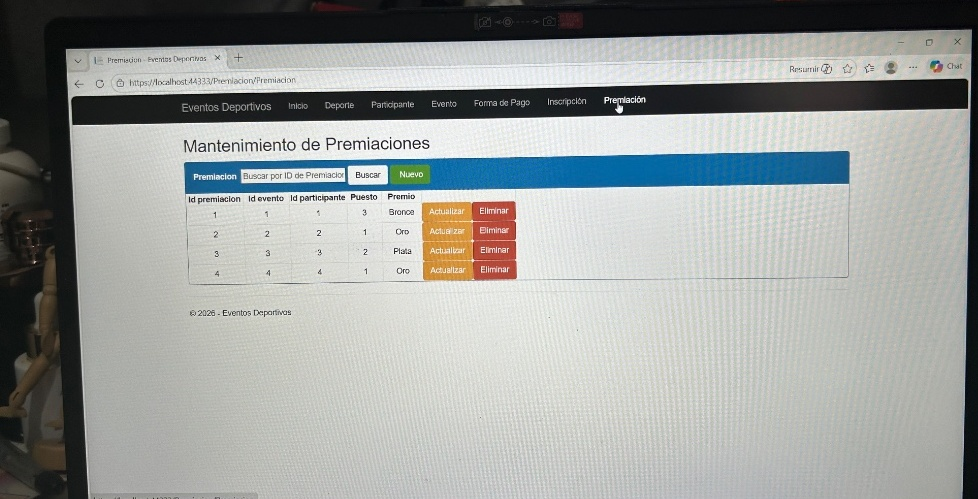 Premiacion - Eventos Deportivos
https://localhost:44333/Premiacion/Premiacion
Resumir
Chat
Eventos Deportivos Inicio Deporte Participante Evento Forma de Pago Inscripción Premiación
Mantenimiento de Premiaciones
Premiacion Buscar por ID de Premiacion Buscar Nuevo
Id premiacion Id evento Id participante Puesto Premio
1 1 1 3 Bronce Actualizar Eliminar
2 2 2 1 Oro Actualizar Eliminar
3 3 3 2 Plata Actualizar Eliminar
4 4 4 1 Oro Actualizar Eliminar
© 2026 - Eventos Deportivos